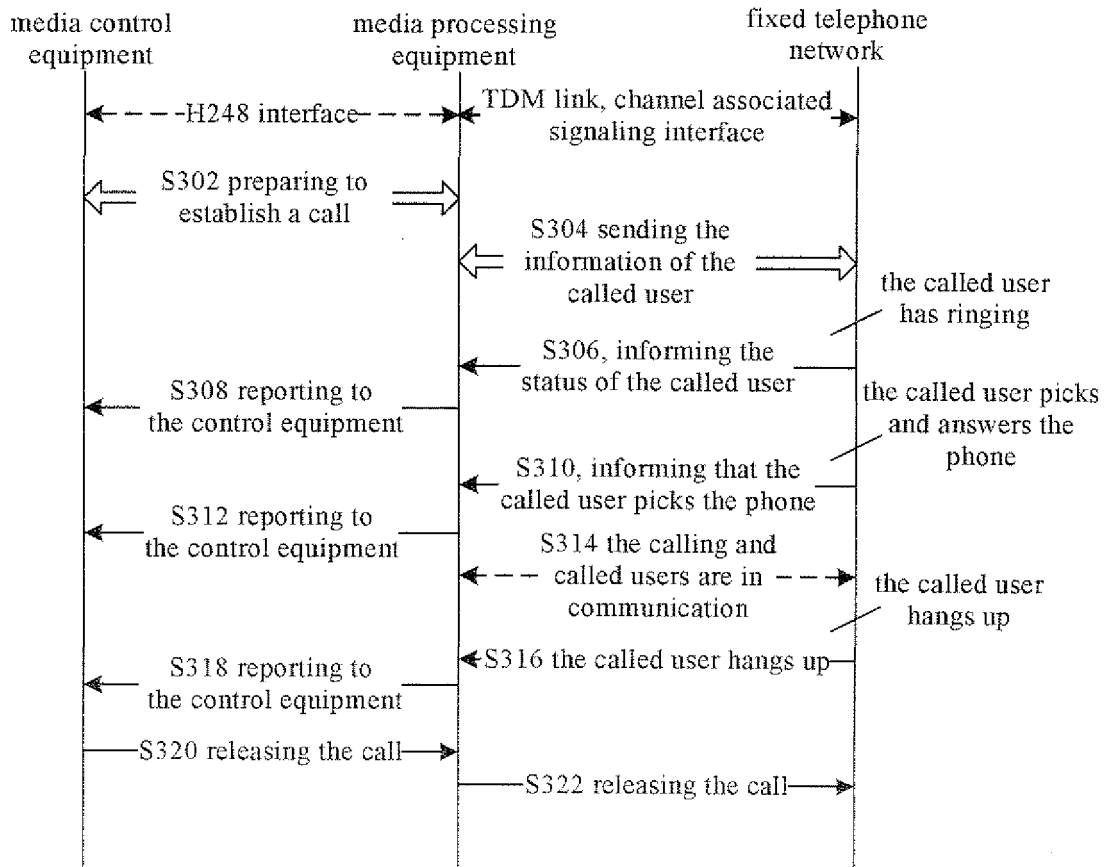 media control
equipment
media processing
equipment
fixed telephone
network
H248 interface
TDM link, channel associated
signaling interface
S302 preparing to
establish a call
S304 sending the
information of the
called user
the called user
has ringing
S306, informing the
status of the called user
S308 reporting to
the control equipment
the called user picks
and answers the
phone
S310, informing that the
called user picks the phone
S312 reporting to
the control equipment
S314 the calling and
called users are in
communication
the called user
hangs up
S316 the called user hangs up
S318 reporting to
the control equipment
S320 releasing the call
S322 releasing the call